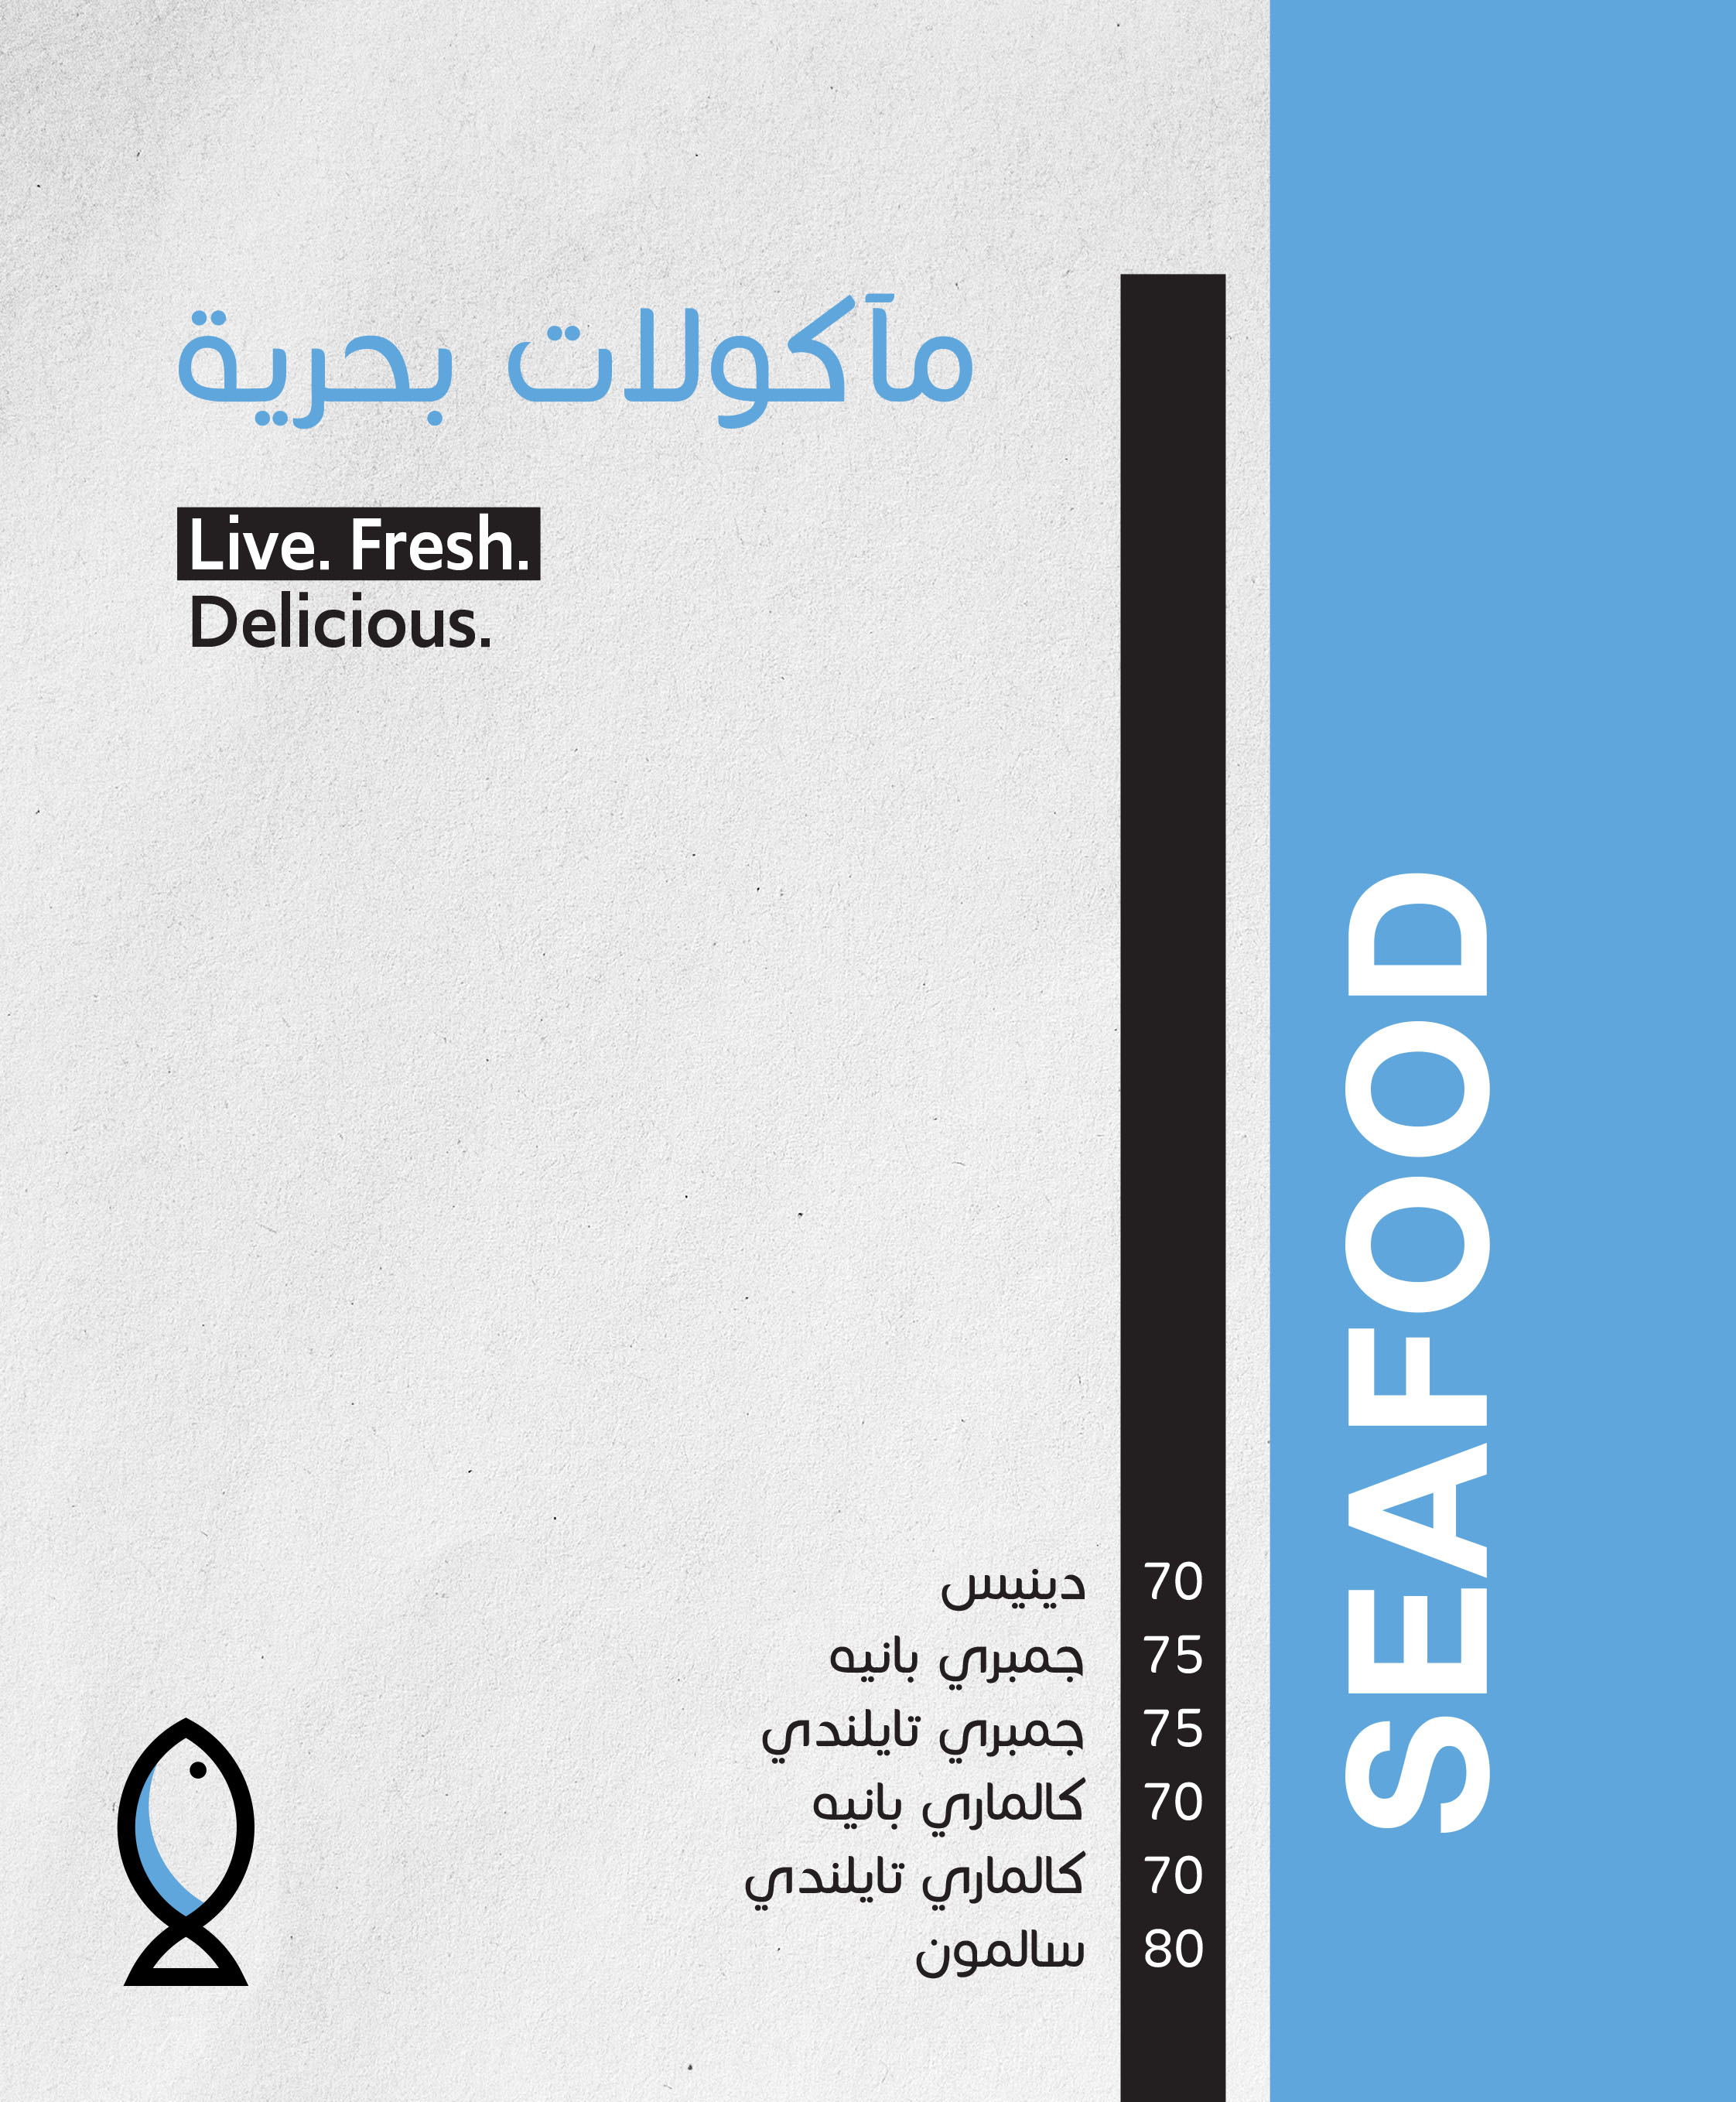 مآكولات بحرية
Live. Fresh.
Delicious.
دينيس 70
جمبري بانيه 75
جمبري تايلندي 75
كالماري بانيه 70
كالماري تايلندي 70
سالمون 80
SEAFOOD